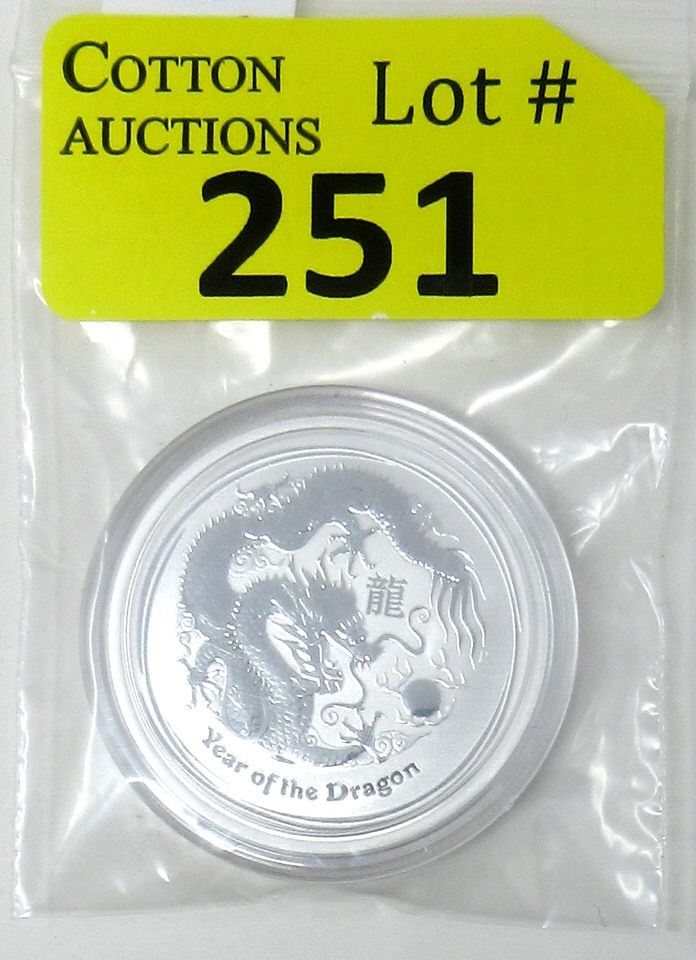 COTTON
AUCTIONS
Lot #
251
龍
Year of the Dragon